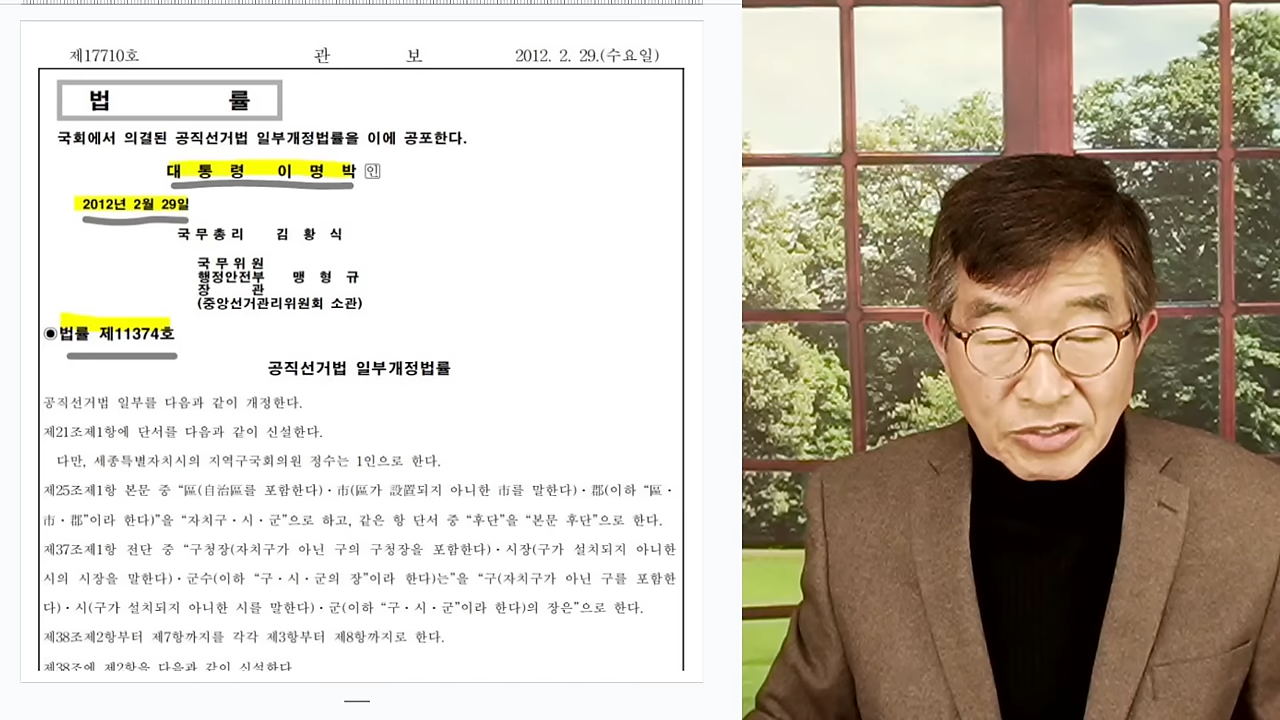 제17710호 관 보 2012. 2. 29.(수요일)
법 률
국회에서 의결된 공직선거법 일부개정법률을 이에 공포한다.
대 통 령 이 명 박 인
2012년 2월 29일
국 무 총 리 김 황 식
국 무 위 원
행정안전부 맹 형 규
장 관
(중앙선거관리위원회 소관)
◉법률 제11374호
공직선거법 일부개정법률
공직선거법 일부를 다음과 같이 개정한다.
제21조제1항에 단서를 다음과 같이 신설한다.
다만, 세종특별자치시의 지역구국회의원 정수는 1인으로 한다.
제25조제1항 본문 중 “區(自治區를 포함한다)·市(區가 設置되지 아니한 市를 말한다)·郡(이하 “區·
市·郡”이라 한다)”을 “자치구·시·군”으로 하고, 같은 항 단서 중 “후단”을 “본문 후단”으로 한다.
제37조제1항 전단 중 “구청장(자치구가 아닌 구의 구청장을 포함한다)·시장(구가 설치되지 아니한
시의 시장을 말한다)·군수(이하 “구·시·군의 장”이라 한다)는”을 “구(자치구가 아닌 구를 포함한
다)·시(구가 설치되지 아니한 시를 말한다)·군(이하 “구·시·군”이라 한다)의 장은”으로 한다.
제38조제2항부터 제7항까지를 각각 제3항부터 제8항까지로 한다.
제38조에 제2항을 다음과 같이 신설한다